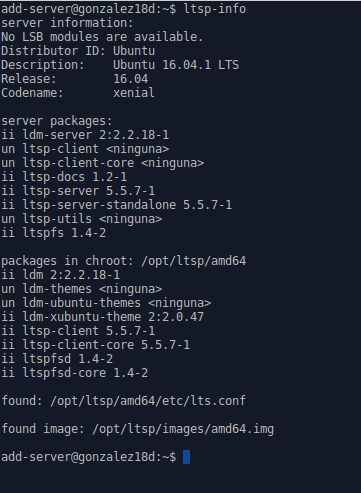 add-server@gonzalez18d:~$ ltsp-info
server information:
No LSB modules are available.
Distributor ID: Ubuntu
Description:    Ubuntu 16.04.1 LTS
Release:        16.04
Codename:       xenial

server packages:
ii ldm-server 2:2.2.18-1
un ltsp-client <ninguna>
un ltsp-client-core <ninguna>
ii ltsp-docs 1.2-1
ii ltsp-server 5.5.7-1
ii ltsp-server-standalone 5.5.7-1
un ltsp-utils <ninguna>
ii ltspfs 1.4-2

packages in chroot: /opt/ltsp/amd64
ii ldm 2:2.2.18-1
un ldm-themes <ninguna>
un ldm-ubuntu-themes <ninguna>
ii ldm-xubuntu-theme 2:2.0.47
ii ltsp-client 5.5.7-1
ii ltsp-client-core 5.5.7-1
ii ltspfsd 1.4-2
ii ltspfsd-core 1.4-2

found: /opt/ltsp/amd64/etc/lts.conf

found image: /opt/ltsp/images/amd64.img

add-server@gonzalez18d:~$